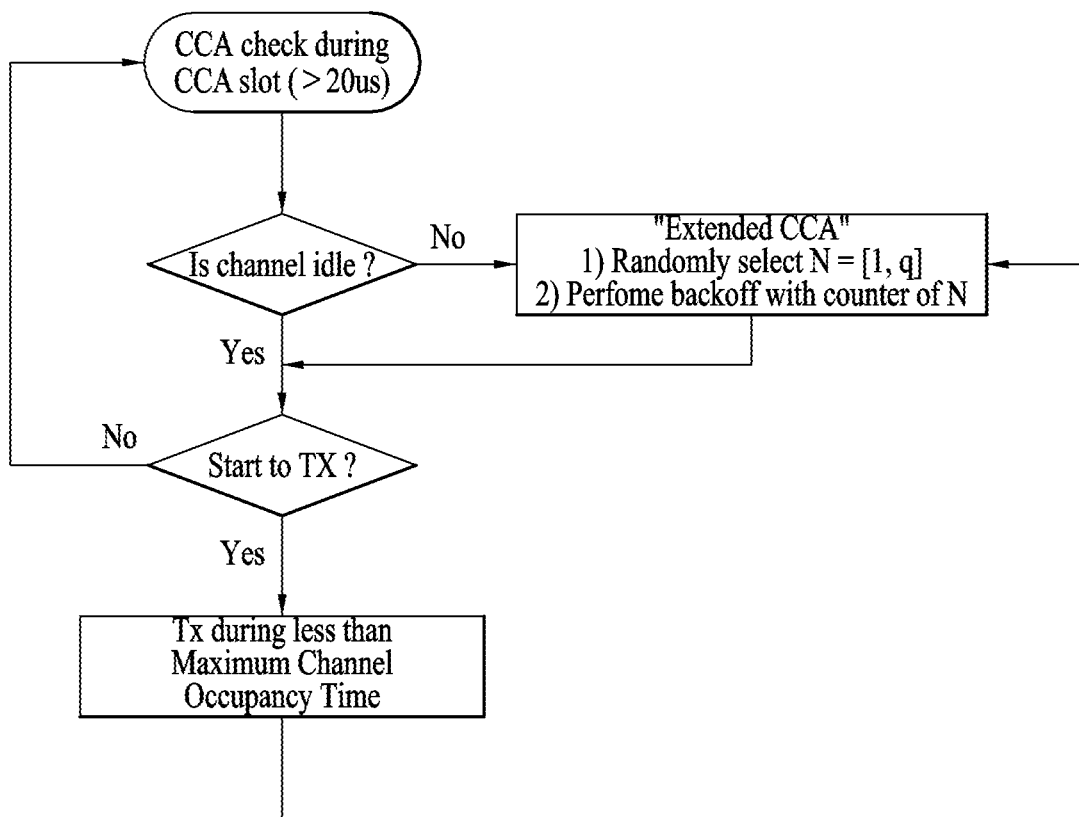 CCA check during
CCA slot ( > 20us)
Is channel idle ?
No
"Extended CCA"
1) Randomly select N = [1, q]
2) Perfome backoff with counter of N
Yes
No
Start to TX ?
Yes
Tx during less than
Maximum Channel
Occupancy Time